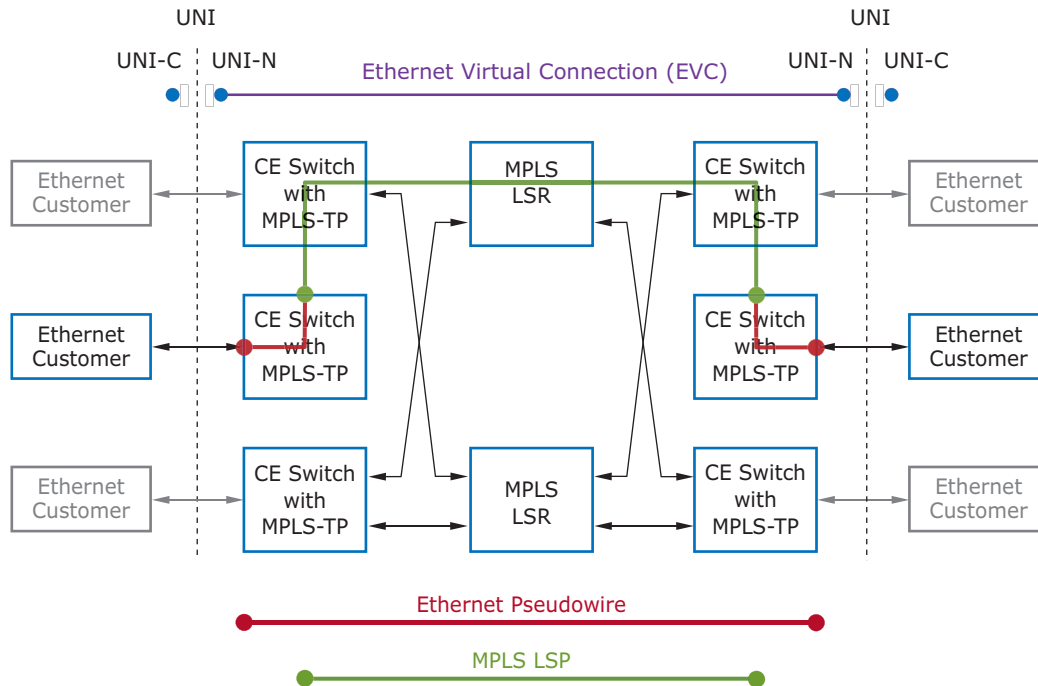 UNI
UNI
UNI-C
UNI-N
Ethernet Virtual Connection (EVC)
UNI-N
UNI-C
Ethernet
Customer
CE Switch
with
MPLS-TP
MPLS
LSR
CE Switch
with
MPLS-TP
Ethernet
Customer
Ethernet
Customer
CE Switch
with
MPLS-TP
CE Switch
with
MPLS-TP
Ethernet
Customer
Ethernet
Customer
CE Switch
with
MPLS-TP
MPLS
LSR
CE Switch
with
MPLS-TP
Ethernet
Customer
Ethernet Pseudowire
MPLS LSP